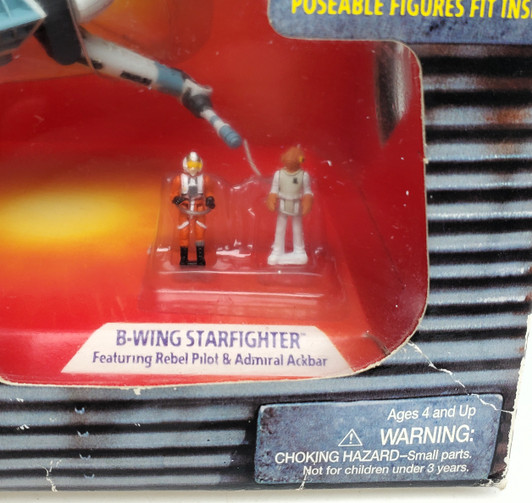 POSEABLE FIGURES FIT INS
B-WING STARFIGHTER™
Featuring Rebel Pilot & Admiral Ackbar
Ages 4 and Up
⚠ WARNING:
CHOKING HAZARD–Small parts.
Not for children under 3 years.